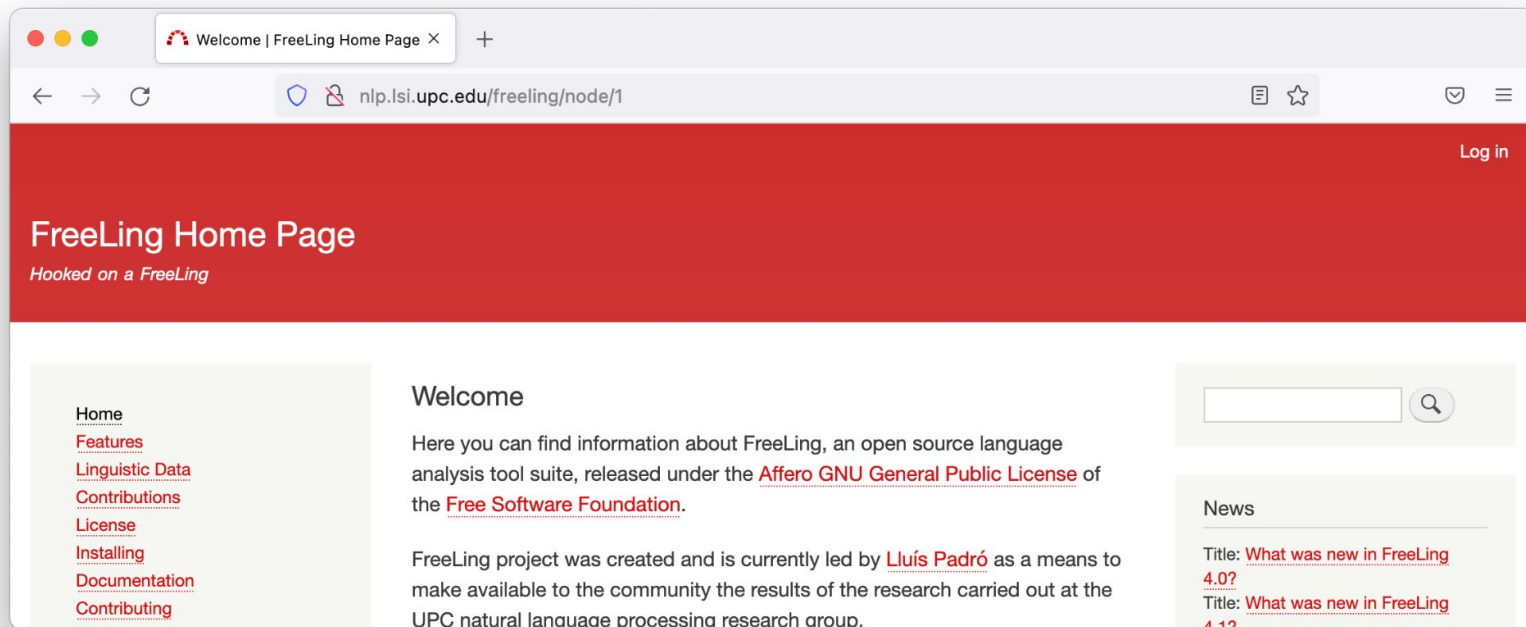 Welcome | FreeLing Home Page
nlp.lsi.upc.edu/freeling/node/1
Log in
FreeLing Home Page
Hooked on a FreeLing
Home
Features
Linguistic Data
Contributions
License
Installing
Documentation
Contributing
Welcome
Here you can find information about FreeLing, an open source language
analysis tool suite, released under the Affero GNU General Public License of
the Free Software Foundation.
FreeLing project was created and is currently led by Lluís Padró as a means to
make available to the community the results of the research carried out at the
UPC natural language processing research group.
News
Title: What was new in FreeLing
4.0?
Title: What was new in FreeLing
4.1?